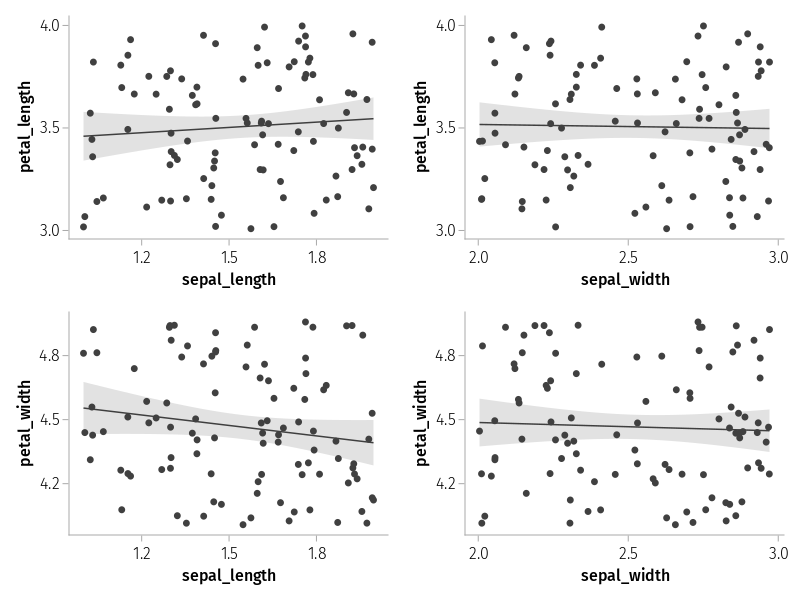 4.0
3.5
3.0
petal_length
1.2 1.5 1.8
sepal_length
4.0
3.5
3.0
petal_length
2.0 2.5 3.0
sepal_width
4.8
4.5
4.2
petal_width
1.2 1.5 1.8
sepal_length
4.8
4.5
4.2
petal_width
2.0 2.5 3.0
sepal_width